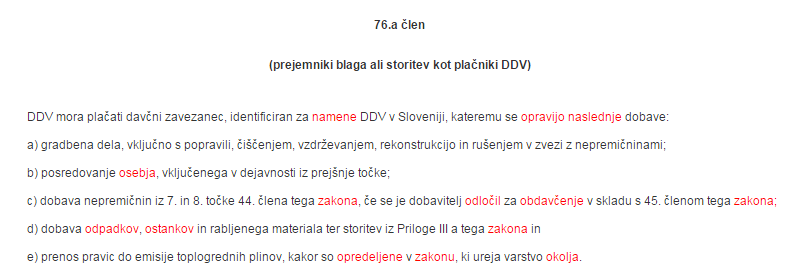 76.a člen
(prejemniki blaga ali storitev kot plačniki DDV)
DDV mora plačati davčni zavezanec, identificiran za namene DDV v Sloveniji, kateremu se opravijo naslednje dobave:
a) gradbena dela, vključno s popravili, čiščenjem, vzdrževanjem, rekonstrukcijo in rušenjem v zvezi z nepremičninami;
b) posredovanje osebja, vključenega v dejavnosti iz prejšnje točke;
c) dobava nepremičnin iz 7. in 8. točke 44. člena tega zakona, če se je dobavitelj odločil za obdavčenje v skladu s 45. členom tega zakona;
d) dobava odpadkov, ostankov in rabljenega materiala ter storitev iz Priloge III a tega zakona in
e) prenos pravic do emisije toplogrednih plinov, kakor so opredeljene v zakonu, ki ureja varstvo okolja.